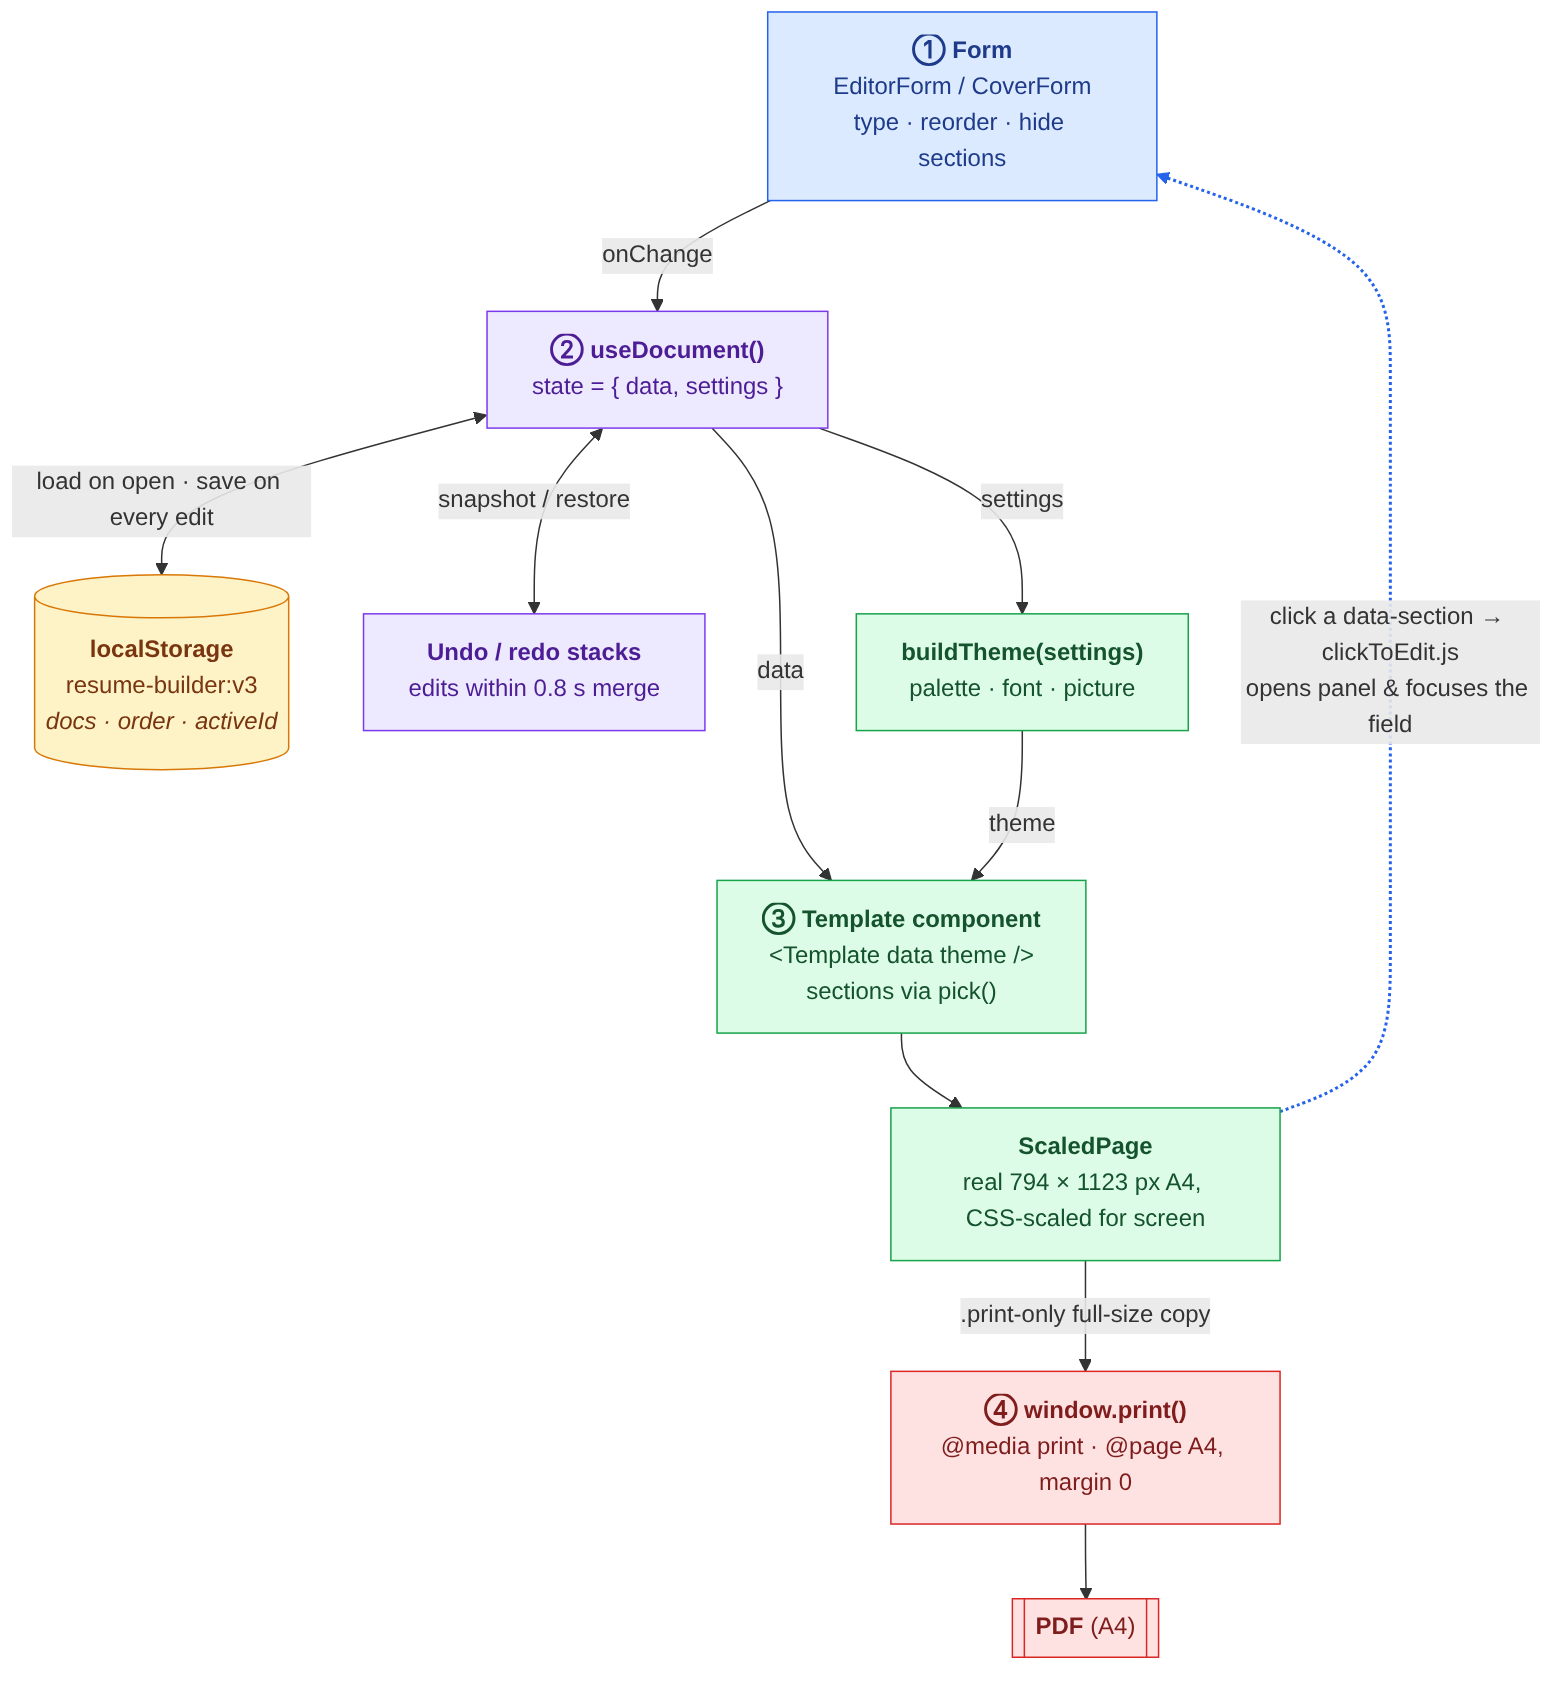 ① Form
EditorForm / CoverForm
type · reorder · hide
sections
onChange
② useDocument()
state = { data, settings }
load on open · save on
every edit
snapshot / restore
settings
localStorage
resume-builder:v3
docs · order · activeId
Undo / redo stacks
edits within 0.8 s merge
data
buildTheme(settings)
palette · font · picture
click a data-section →
clickToEdit.js
opens panel & focuses the
field
theme
③ Template component
<Template data theme />
sections via pick()
ScaledPage
real 794 × 1123 px A4,
CSS-scaled for screen
.print-only full-size copy
④ window.print()
@media print · @page A4,
margin 0
PDF (A4)